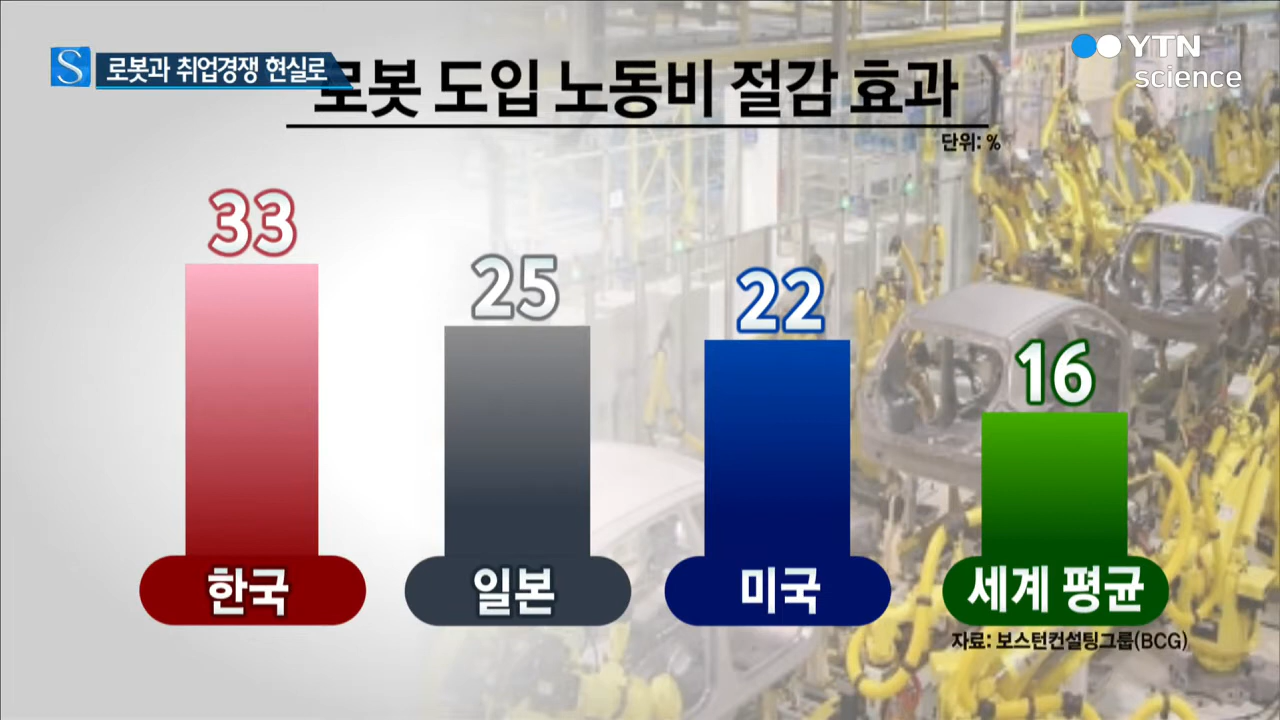 S 로봇과 취업경쟁 현실로
YTN
science
로봇 도입 노동비 절감 효과
단위: %
33
25
22
16
한국
일본
미국
세계 평균
자료: 보스턴컨설팅그룹(BCG)